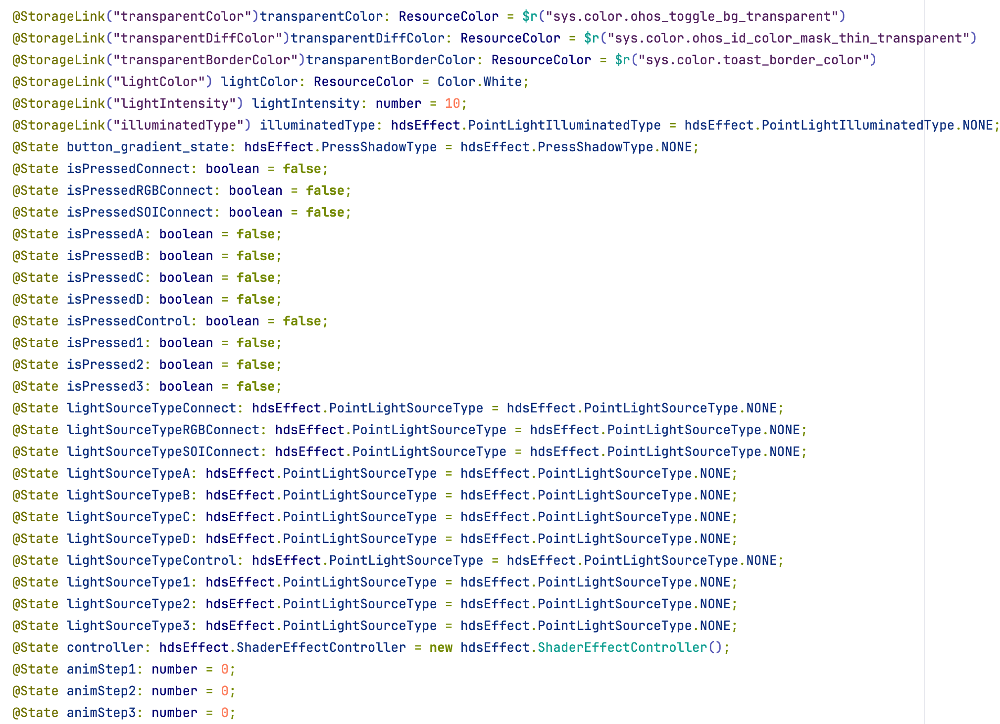 @StorageLink("transparentColor")transparentColor: ResourceColor = $r("sys.color.ohos_toggle_bg_transparent")
@StorageLink("transparentDiffColor")transparentDiffColor: ResourceColor = $r("sys.color.ohos_id_color_mask_thin_transparent")
@StorageLink("transparentBorderColor")transparentBorderColor: ResourceColor = $r("sys.color.toast_border_color")
@StorageLink("lightColor") lightColor: ResourceColor = Color.White;
@StorageLink("lightIntensity") lightIntensity: number = 10;
@StorageLink("illuminatedType") illuminatedType: hdsEffect.PointLightIlluminatedType = hdsEffect.PointLightIlluminatedType.NONE;
@State button_gradient_state: hdsEffect.PressShadowType = hdsEffect.PressShadowType.NONE;
@State isPressedConnect: boolean = false;
@State isPressedRGBConnect: boolean = false;
@State isPressedSOIConnect: boolean = false;
@State isPressedA: boolean = false;
@State isPressedB: boolean = false;
@State isPressedC: boolean = false;
@State isPressedD: boolean = false;
@State isPressedControl: boolean = false;
@State isPressed1: boolean = false;
@State isPressed2: boolean = false;
@State isPressed3: boolean = false;
@State lightSourceTypeConnect: hdsEffect.PointLightSourceType = hdsEffect.PointLightSourceType.NONE;
@State lightSourceTypeRGBConnect: hdsEffect.PointLightSourceType = hdsEffect.PointLightSourceType.NONE;
@State lightSourceTypeSOIConnect: hdsEffect.PointLightSourceType = hdsEffect.PointLightSourceType.NONE;
@State lightSourceTypeA: hdsEffect.PointLightSourceType = hdsEffect.PointLightSourceType.NONE;
@State lightSourceTypeB: hdsEffect.PointLightSourceType = hdsEffect.PointLightSourceType.NONE;
@State lightSourceTypeC: hdsEffect.PointLightSourceType = hdsEffect.PointLightSourceType.NONE;
@State lightSourceTypeD: hdsEffect.PointLightSourceType = hdsEffect.PointLightSourceType.NONE;
@State lightSourceTypeControl: hdsEffect.PointLightSourceType = hdsEffect.PointLightSourceType.NONE;
@State lightSourceType1: hdsEffect.PointLightSourceType = hdsEffect.PointLightSourceType.NONE;
@State lightSourceType2: hdsEffect.PointLightSourceType = hdsEffect.PointLightSourceType.NONE;
@State lightSourceType3: hdsEffect.PointLightSourceType = hdsEffect.PointLightSourceType.NONE;
@State controller: hdsEffect.ShaderEffectController = new hdsEffect.ShaderEffectController();
@State animStep1: number = 0;
@State animStep2: number = 0;
@State animStep3: number = 0;